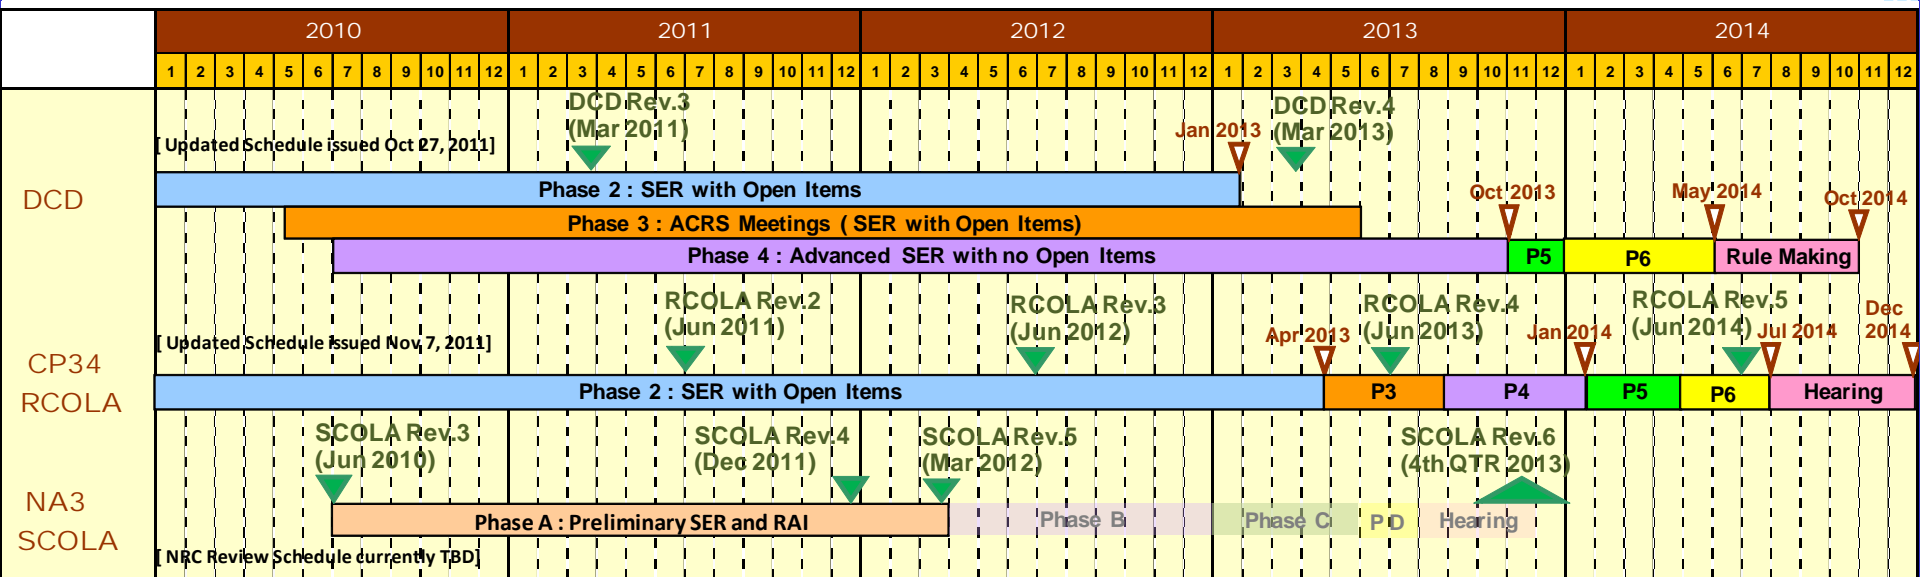 2010 2011 2012 2013 2014
1 2 3 4 5 6 7 8 9 10 11 12 1 2 3 4 5 6 7 8 9 10 11 12 1 2 3 4 5 6 7 8 9 10 11 12 1 2 3 4 5 6 7 8 9 10 11 12 1 2 3 4 5 6 7 8 9 10 11 12
DCD
[ Updated Schedule issued Oct 27, 2011]
DCD Rev.3
(Mar 2011)
Jan 2013
DCD Rev.4
(Mar 2013)
Oct 2013
May 2014
Oct 2014
Phase 2 : SER with Open Items
Phase 3 : ACRS Meetings ( SER with Open Items)
Phase 4 : Advanced SER with no Open Items
P5
P6
Rule Making
CP34
RCOLA
[ Updated Schedule issued Nov 7, 2011]
RCOLA Rev.2
(Jun 2011)
RCOLA Rev.3
(Jun 2012)
Apr 2013
RCOLA Rev.4
(Jun 2013)
Jan 2014
RCOLA Rev.5
(Jun 2014)
Jul 2014
Dec
2014
Phase 2 : SER with Open Items
P3
P4
P5
P6
Hearing
NA3
SCOLA
SCOLA Rev.3
(Jun 2010)
SCOLA Rev.4
(Dec 2011)
SCOLA Rev.5
(Mar 2012)
SCOLA Rev.6
(4th QTR 2013)
Phase A : Preliminary SER and RAI
Phase B
Phase C
P D
Hearing
[ NRC Review Schedule currently TBD]